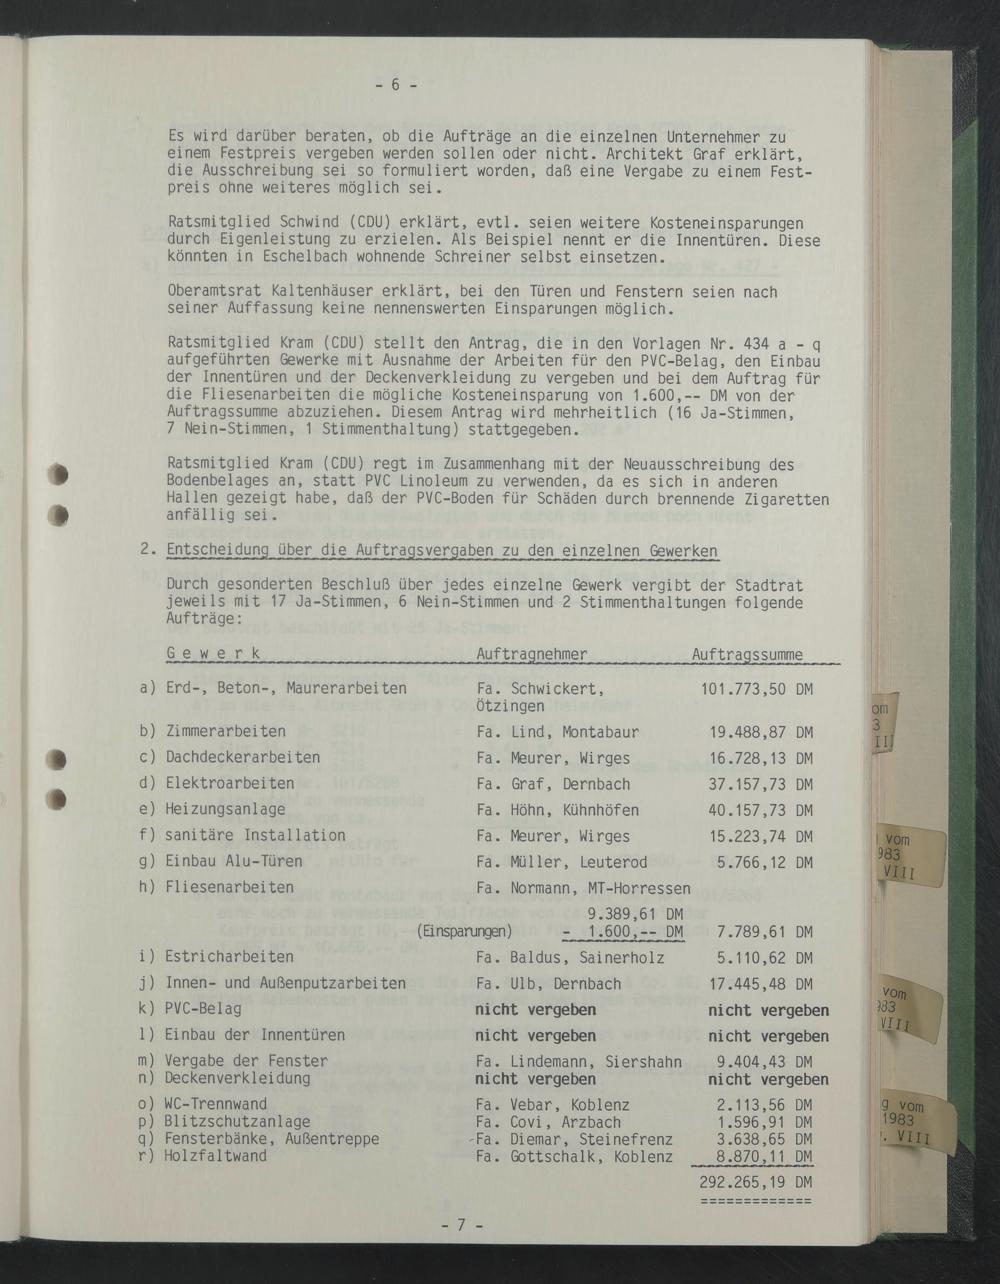 - 6 -
Es wird darüber beraten, ob die Aufträge an die einzelnen Unternehmer zu
einem Festpreis vergeben werden sollen oder nicht. Architekt Graf erklärt,
die Ausschreibung sei so formuliert worden, daß eine Vergabe zu einem Fest-
preis ohne weiteres möglich sei.
Ratsmitglied Schwind (CDU) erklärt, evtl. seien weitere Kosteneinsparungen
durch Eigenleistung zu erzielen. Als Beispiel nennt er die Innentüren. Diese
könnten in Eschelbach wohnende Schreiner selbst einsetzen.
Oberamtsrat Kaltenhäuser erklärt, bei den Türen und Fenstern seien nach
seiner Auffassung keine nennenswerten Einsparungen möglich.
Ratsmitglied Kram (CDU) stellt den Antrag, die in den Vorlagen Nr. 434 a - q
aufgeführten Gewerke mit Ausnahme der Arbeiten für den PVC-Belag, den Einbau
der Innentüren und der Deckenverkleidung zu vergeben und bei dem Auftrag für
die Fliesenarbeiten die mögliche Kosteneinsparung von 1.600,-- DM von der
Auftragssumme abzuziehen. Diesem Antrag wird mehrheitlich (16 Ja-Stimmen,
7 Nein-Stimmen, 1 Stimmenthaltung) stattgegeben.
Ratsmitglied Kram (CDU) regt im Zusammenhang mit der Neuausschreibung des
Bodenbelages an, statt PVC Linoleum zu verwenden, da es sich in anderen
Hallen gezeigt habe, daß der PVC-Boden für Schäden durch brennende Zigaretten
anfällig sei.
2. Entscheidung über die Auftragsvergaben zu den einzelnen Gewerken
Durch gesonderten Beschluß über jedes einzelne Gewerk vergibt der Stadtrat
jeweils mit 17 Ja-Stimmen, 6 Nein-Stimmen und 2 Stimmenthaltungen folgende
Aufträge:
G e w e r k Auftragnehmer Auftragssumme
a) Erd-, Beton-, Maurerarbeiten Fa. Schwickert, 101.773,50 DM
Ötzingen
b) Zimmerarbeiten Fa. Lind, Montabaur 19.488,87 DM
c) Dachdeckerarbeiten Fa. Meurer, Wirges 16.728,13 DM
d) Elektroarbeiten Fa. Graf, Dernbach 37.157,73 DM
e) Heizungsanlage Fa. Höhn, Kühnhöfen 40.157,73 DM
f) sanitäre Installation Fa. Meurer, Wirges 15.223,74 DM
g) Einbau Alu-Türen Fa. Müller, Leuterod 5.766,12 DM
h) Fliesenarbeiten Fa. Normann, MT-Horressen
9.389,61 DM
(Einsparungen) - 1.600,-- DM 7.789,61 DM
i) Estricharbeiten Fa. Baldus, Sainerholz 5.110,62 DM
j) Innen- und Außenputzarbeiten Fa. Ulb, Dernbach 17.445,48 DM
k) PVC-Belag nicht vergeben nicht vergeben
l) Einbau der Innentüren nicht vergeben nicht vergeben
m) Vergabe der Fenster Fa. Lindemann, Siershahn 9.404,43 DM
n) Deckenverkleidung nicht vergeben nicht vergeben
o) WC-Trennwand Fa. Vebar, Koblenz 2.113,56 DM
p) Blitzschutzanlage Fa. Covi, Arzbach 1.596,91 DM
q) Fensterbänke, Außentreppe Fa. Diemar, Steinefrenz 3.638,65 DM
r) Holzfaltwand Fa. Gottschalk, Koblenz 8.870,11 DM
292.265,19 DM
=============
- 7 -
om
3
III
vom
983
VIII
vom
983
VIII
g vom
1983
. VIII